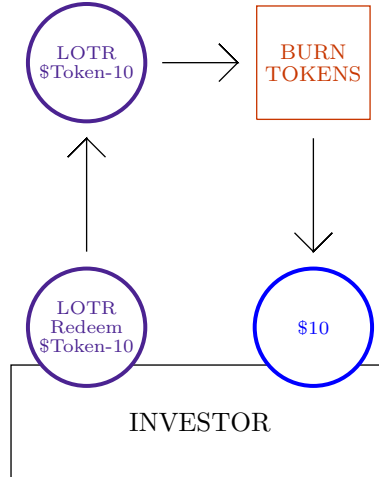 LOTR
$Token-10
BURN
TOKENS
LOTR
Redeem
$Token-10
$10
INVESTOR